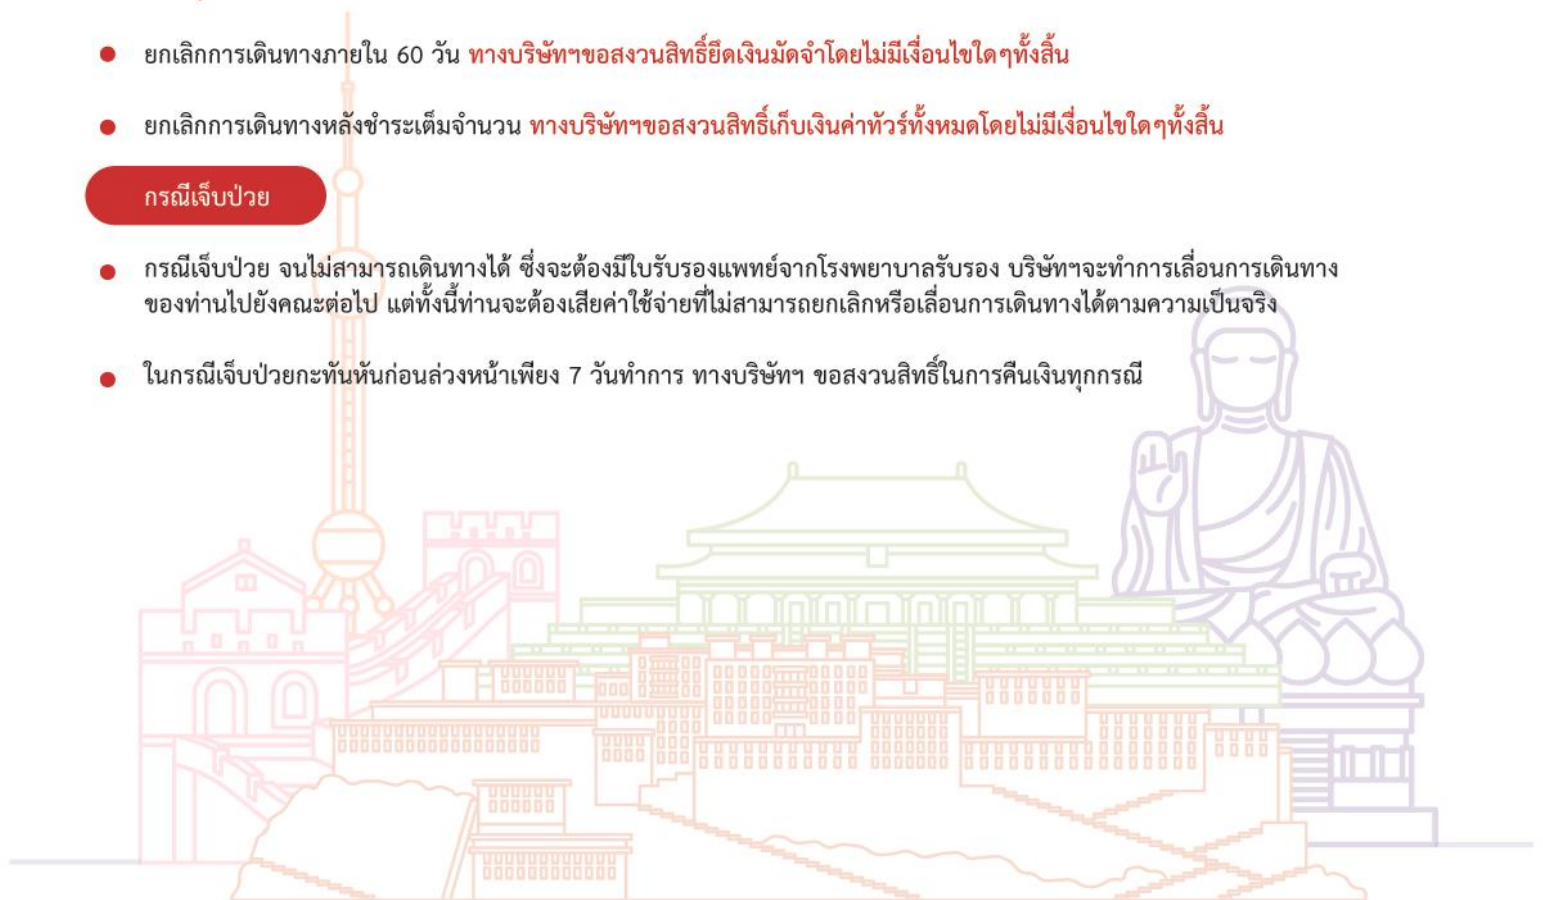 ยกเลิกการเดินทางภายใน 60 วัน ทางบริษัทฯขอสงวนสิทธิ์ยึดเงินมัดจำโดยไม่มีเงื่อนไขใดๆทั้งสิ้น
ยกเลิกการเดินทางหลังชำระเต็มจำนวน ทางบริษัทฯขอสงวนสิทธิ์เก็บเงินค่าทัวร์ทั้งหมดโดยไม่มีเงื่อนไขใดๆทั้งสิ้น
กรณีเจ็บป่วย
กรณีเจ็บป่วย จนไม่สามารถเดินทางได้ ซึ่งจะต้องมีใบรับรองแพทย์จากโรงพยาบาลรับรอง บริษัทฯจะทำการเลื่อนการเดินทาง
ของท่านไปยังคณะต่อไป แต่ทั้งนี้ท่านจะต้องเสียค่าใช้จ่ายที่ไม่สามารถยกเลิกหรือเลื่อนการเดินทางได้ตามความเป็นจริง
ในกรณีเจ็บป่วยกะทันหันก่อนล่วงหน้าเพียง 7 วันทำการ ทางบริษัทฯ ขอสงวนสิทธิ์ในการคืนเงินทุกกรณี